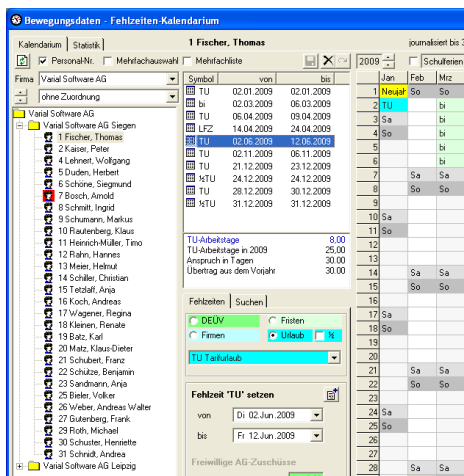 Bewegungsdaten - Fehlzeiten-Kalendarium
Kalendarium Statistik 1 Fischer, Thomas journalisiert bis 3
Personal-Nr. Mehrfachauswahl Mehrfachliste 2009 Schulferien
Firma Varial Software AG
ohne Zuordnung
Varial Software AG
Varial Software AG Siegen
1 Fischer, Thomas
2 Kaiser, Peter
4 Lehnert, Wolfgang
5 Duden, Herbert
6 Schöne, Siegmund
7 Bosch, Arnold
8 Schmitt, Ingrid
9 Schumann, Markus
10 Rautenberg, Klaus
11 Heinrich-Müller, Timo
12 Rahn, Hannes
13 Meier, Helmut
14 Schiller, Christian
15 Tetzlaff, Anja
16 Koch, Andreas
17 Wagener, Regina
18 Kleinen, Renate
19 Batz, Karl
20 Matz, Klaus-Dieter
21 Schubert, Franz
22 Schütze, Benjamin
23 Sandmann, Anja
25 Bieler, Volker
26 Weber, Andreas Walter
27 Gutenberg, Frank
29 Roth, Michael
30 Schuster, Henriette
31 Schnidt, Andrea
Varial Software AG Leipzig
Symbol von bis
TU 02.01.2009 02.01.2009
bi 02.03.2009 06.03.2009
TU 06.04.2009 09.04.2009
LFZ 14.04.2009 24.04.2009
TU 02.06.2009 12.06.2009
TU 02.11.2009 06.11.2009
TU 21.12.2009 23.12.2009
½TU 24.12.2009 24.12.2009
TU 28.12.2009 30.12.2009
½TU 31.12.2009 31.12.2009
TU-Arbeitstage 8,00
TU-Arbeitstage in 2009 25,00
Anspruch in Tagen 30.00
Übertrag aus dem Vorjahr 30.00
Fehlzeiten Suchen
DEÜV Fristen
Firmen Urlaub ½
TU Tarifurlaub
Fehlzeit 'TU' setzen
von Di 02.Jun.2009
bis Fr 12.Jun.2009
Freiwillige AG-Zuschüsse
Jan Feb Mrz
1 Neujah So So
2 TU bi
3 Sa bi
4 So bi
5 bi
6 bi
7 Sa Sa
8 So So
9
10 Sa
11 So
12
13
14 Sa Sa
15 So So
16
17 Sa
18 So
19
20
21 Sa Sa
22 So So
23
24 Sa
25 So
26
27
28 Sa Sa